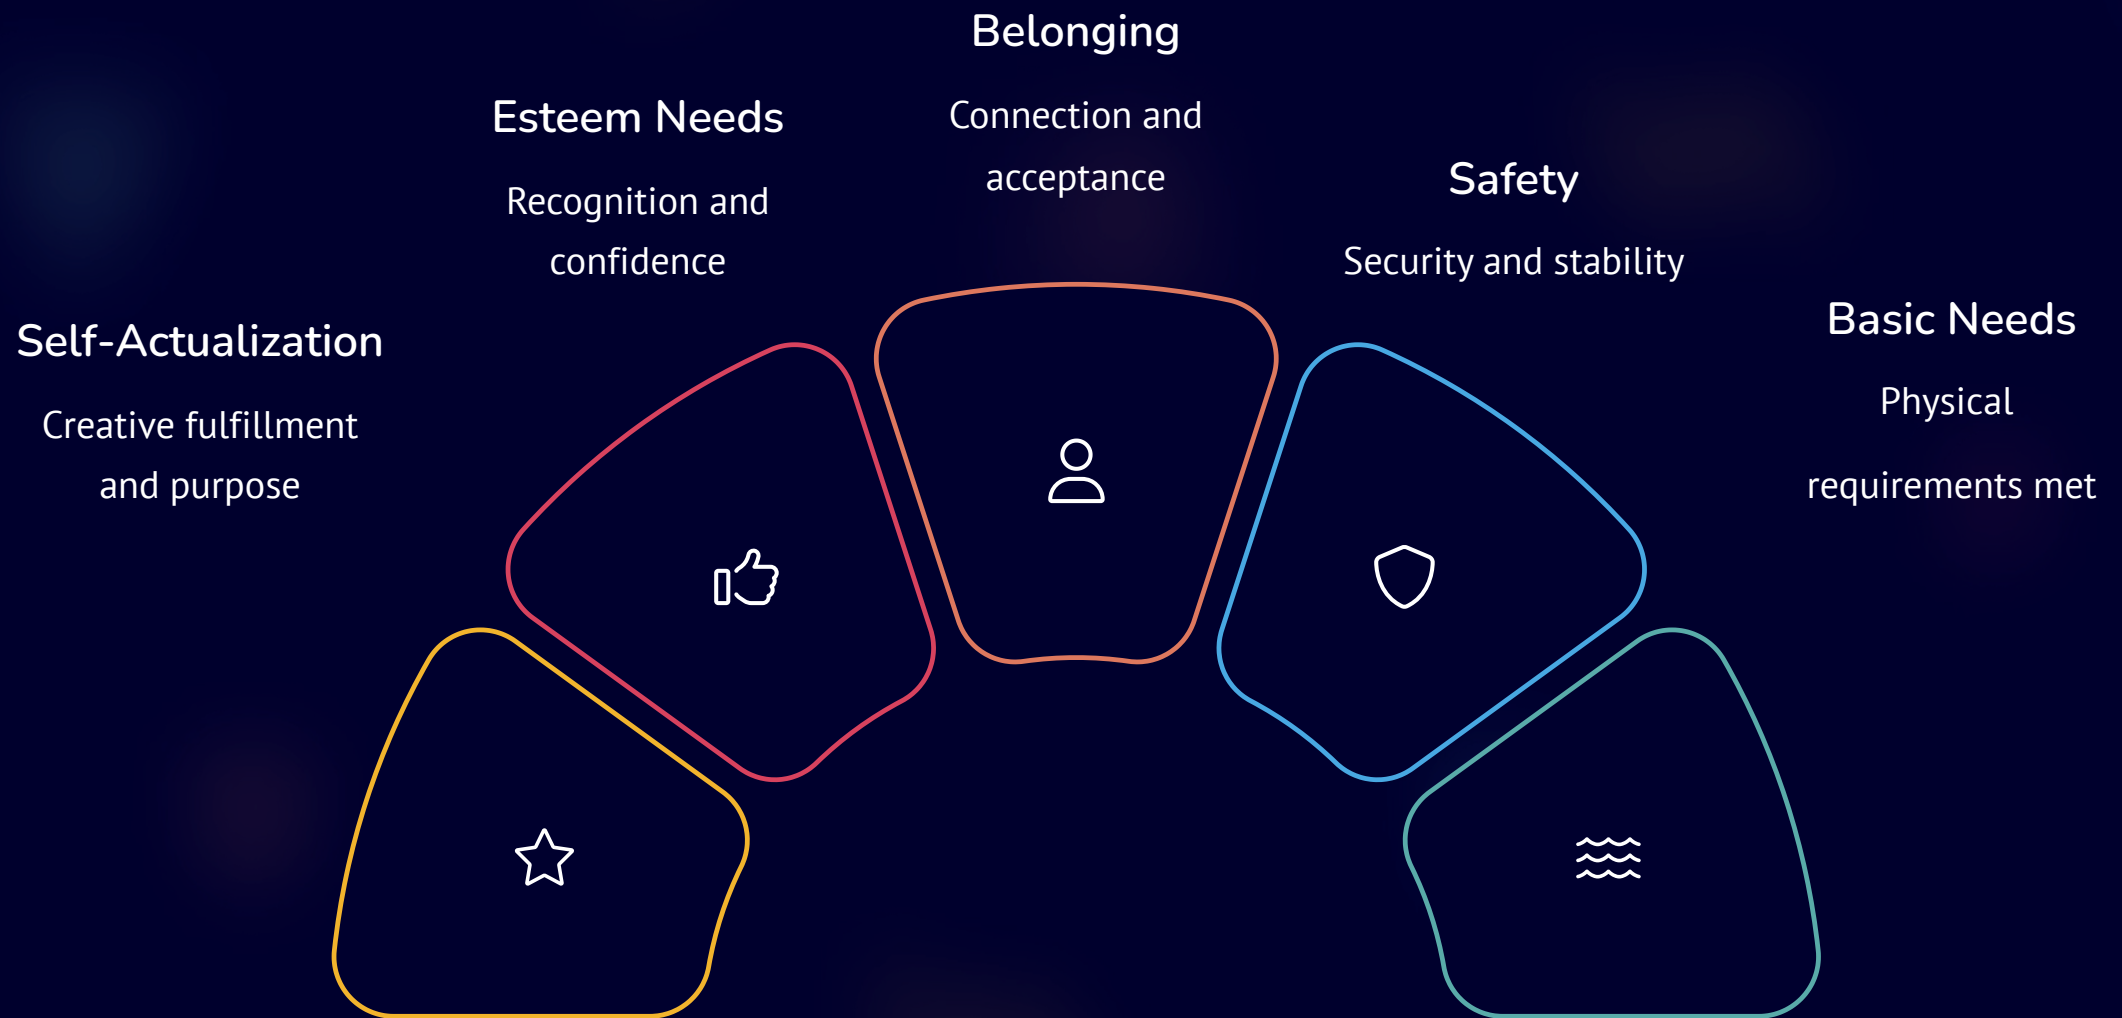 Belonging
Connection and
acceptance
Esteem Needs
Recognition and
confidence
Safety
Security and stability
Self-Actualization
Creative fulfillment
and purpose
Basic Needs
Physical
requirements met